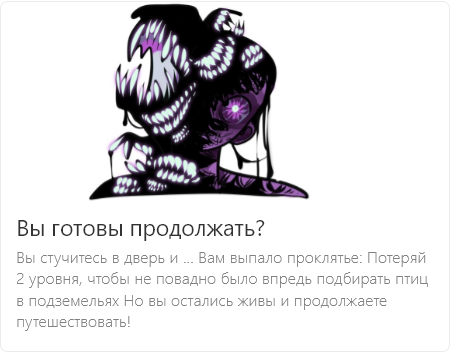 Вы готовы продолжать?
Вы стучитесь в дверь и ... Вам выпало проклятье: Потеряй
2 уровня, чтобы не повадно было впредь подбирать птиц
в подземельях Но вы остались живы и продолжаете
путешествовать!